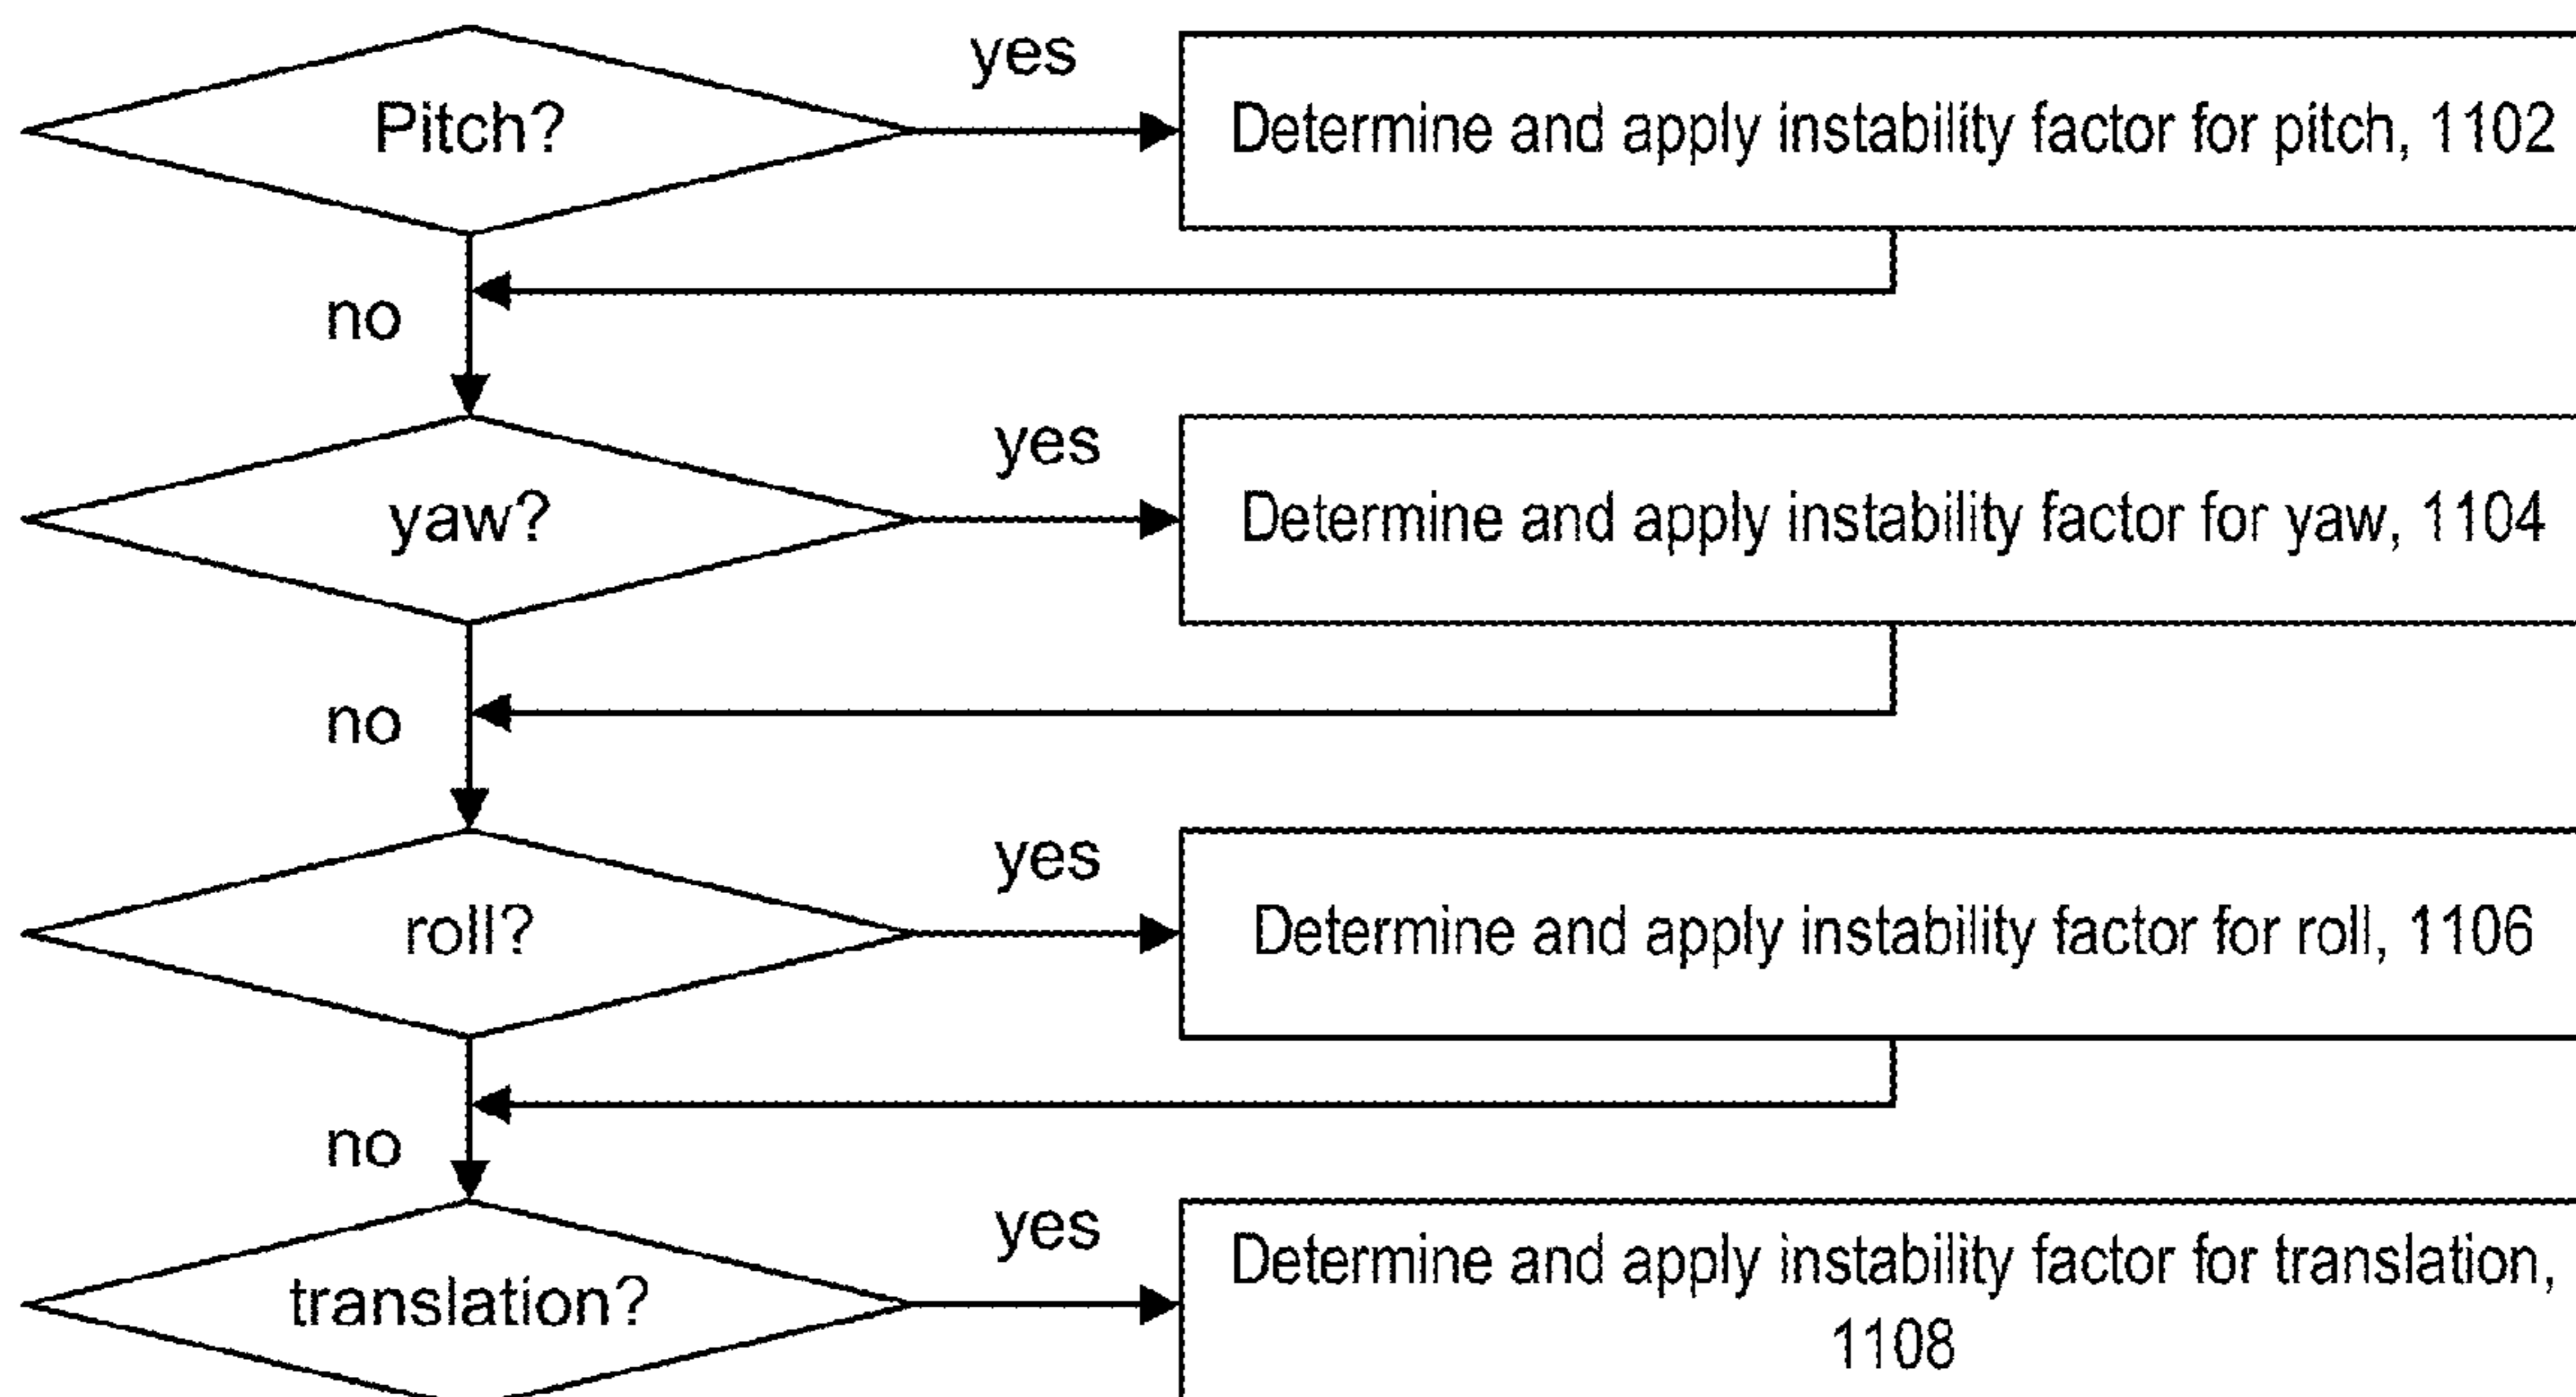 Pitch?
yes
Determine and apply instability factor for pitch, 1102
no
yaw?
yes
Determine and apply instability factor for yaw, 1104
no
roll?
yes
Determine and apply instability factor for roll, 1106
no
translation?
yes
Determine and apply instability factor for translation,
1108